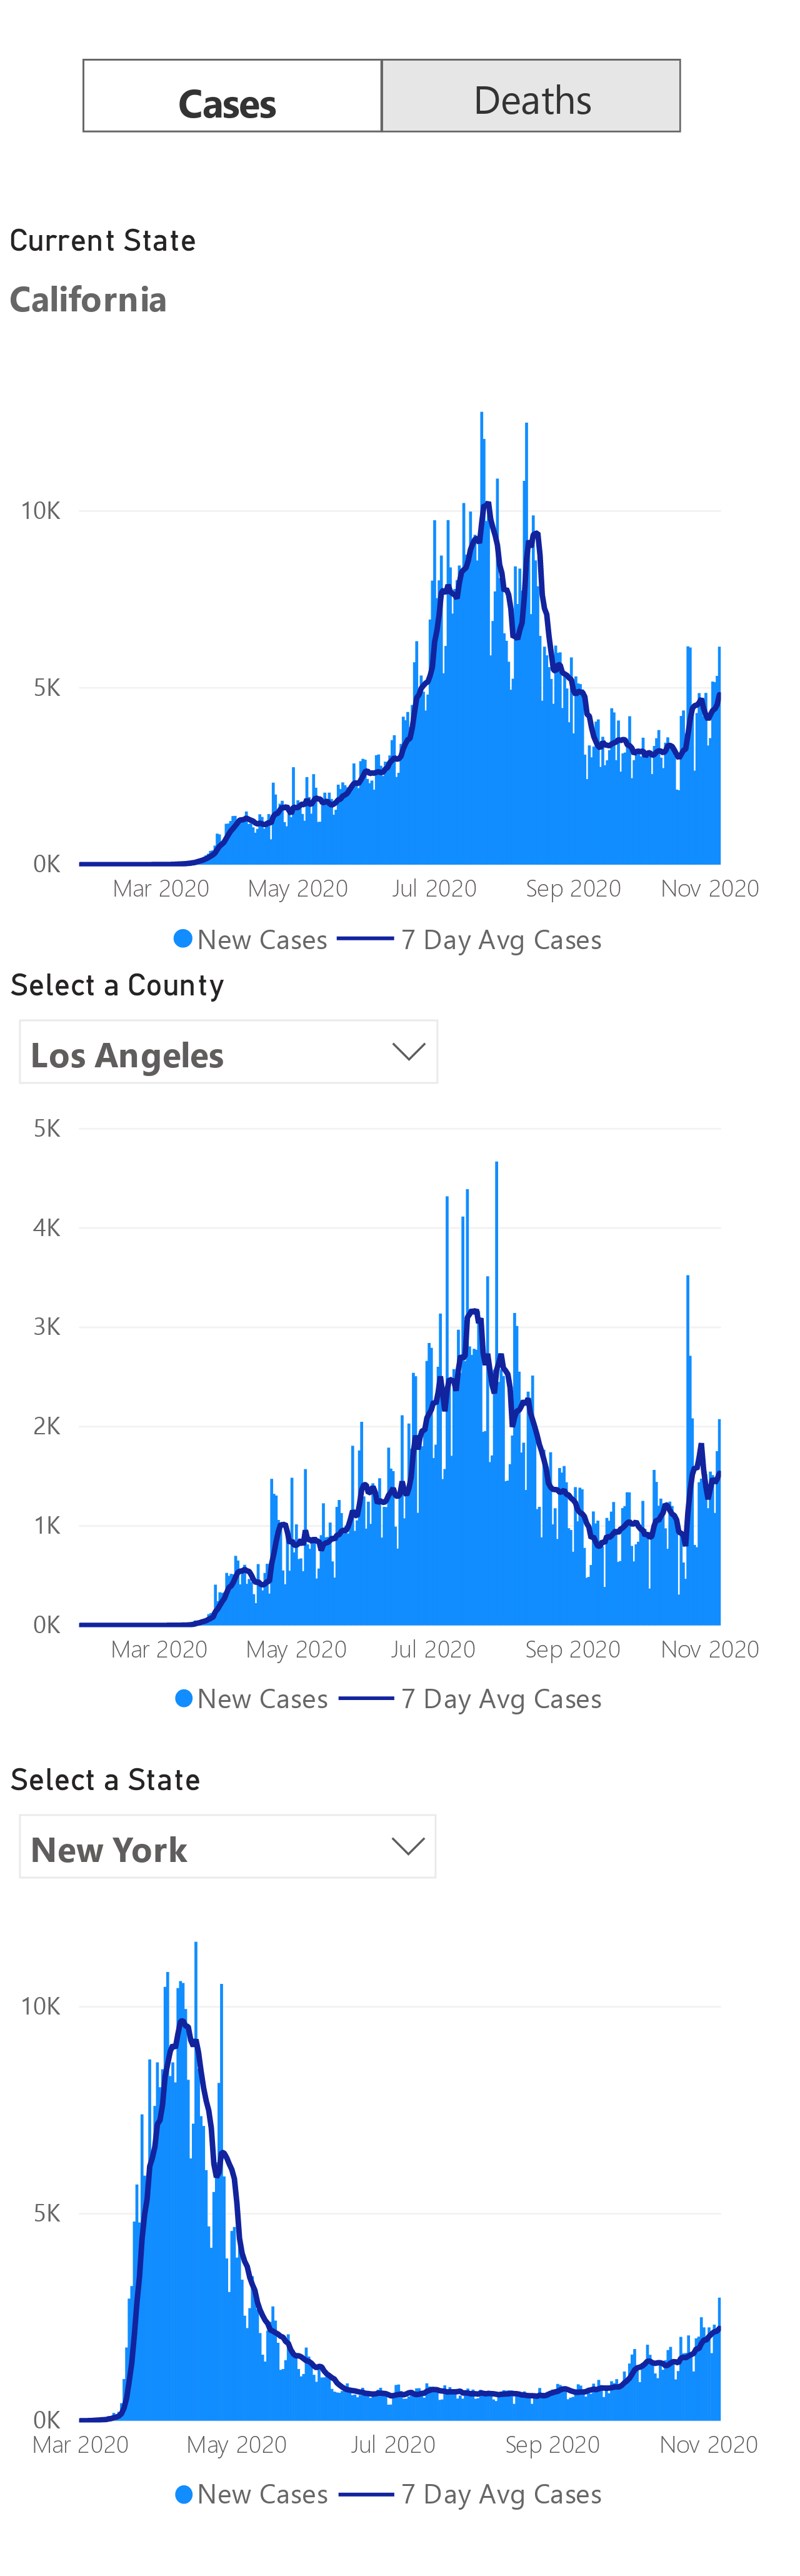 Cases Deaths
Current State
California
10K
5K
0K
Mar 2020 May 2020 Jul 2020 Sep 2020 Nov 2020
New Cases 7 Day Avg Cases
Select a County
Los Angeles
5K
4K
3K
2K
1K
0K
Mar 2020 May 2020 Jul 2020 Sep 2020 Nov 2020
New Cases 7 Day Avg Cases
Select a State
New York
10K
5K
0K
Mar 2020 May 2020 Jul 2020 Sep 2020 Nov 2020
New Cases 7 Day Avg Cases